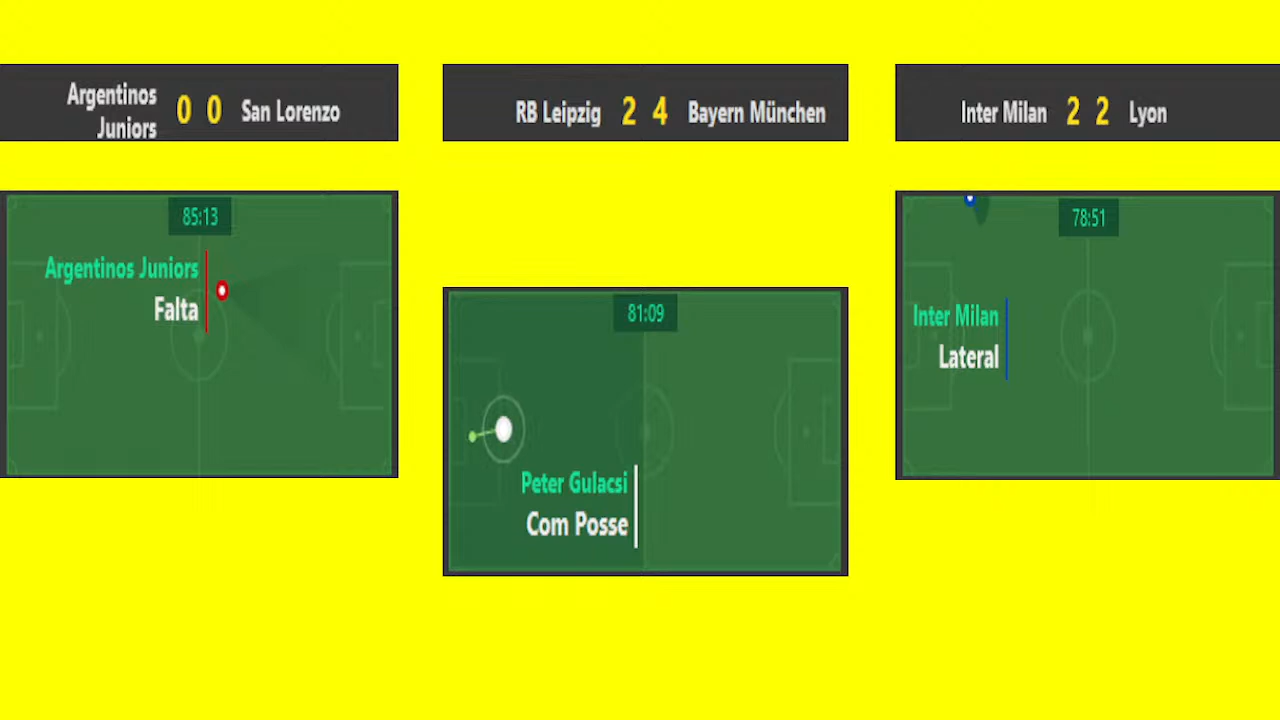 Argentinos
Juniors
0 0
San Lorenzo
RB Leipzig 2 4 Bayern München
Inter Milan 2 2 Lyon
85:13
Argentinos Juniors
Falta
81:09
Peter Gulacsi
Com Posse
78:51
Inter Milan
Lateral